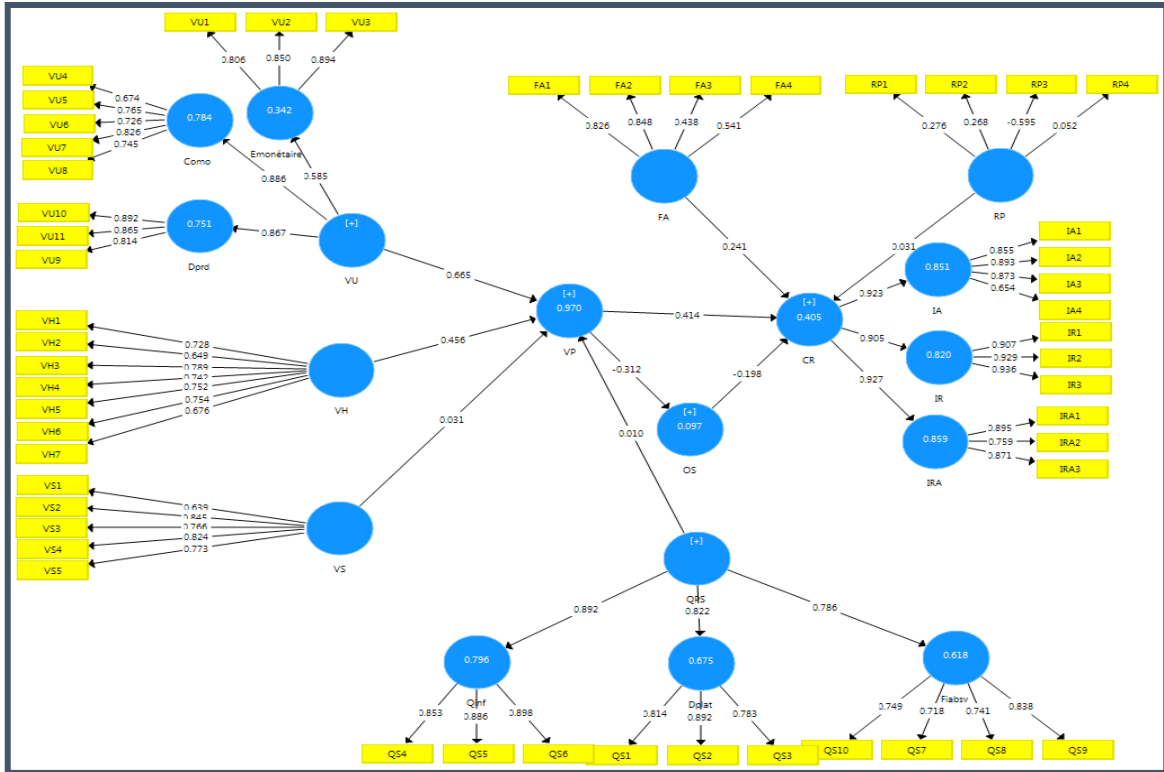 VU1 VU2 VU3
0.806 0.850 0.894
VU4
VU5
VU6
VU7
VU8
0.674
0.765
0.726
0.826
0.745
0.784
Como
0.342
Emonétaire
0.886
0.585
VU10
VU11
VU9
0.892
0.865
0.814
0.751
Dprd
0.867
[+]
VU
0.665
VH1
VH2
VH3
VH4
VH5
VH6
VH7
0.728
0.649
0.789
0.742
0.752
0.754
0.676
VH
0.456
VS1
VS2
VS3
VS4
VS5
0.639
0.845
0.766
0.824
0.773
VS
0.031
[+]
0.970
VP
0.414
-0.312
0.010
[+]
0.097
OS
-0.198
FA1 FA2 FA3 FA4
0.826 0.848 0.438 0.541
FA
0.241
RP1 RP2 RP3 RP4
0.276 0.268 -0.595 0.052
RP
0.031
[+]
0.405
CR
0.923
0.905
0.927
0.851
IA
0.855
0.893
0.873
0.654
IA1
IA2
IA3
IA4
0.820
IR
0.907
0.929
0.936
IR1
IR2
IR3
0.859
IRA
0.895
0.759
0.871
IRA1
IRA2
IRA3
[+]
QPS
0.892 0.822 0.786
0.796
Qinf
0.853 0.886 0.898
QS4 QS5 QS6
0.675
Dplat
0.814 0.892 0.783
QS1 QS2 QS3
0.618
Fiabsv
0.749 0.718 0.741 0.838
QS10 QS7 QS8 QS9